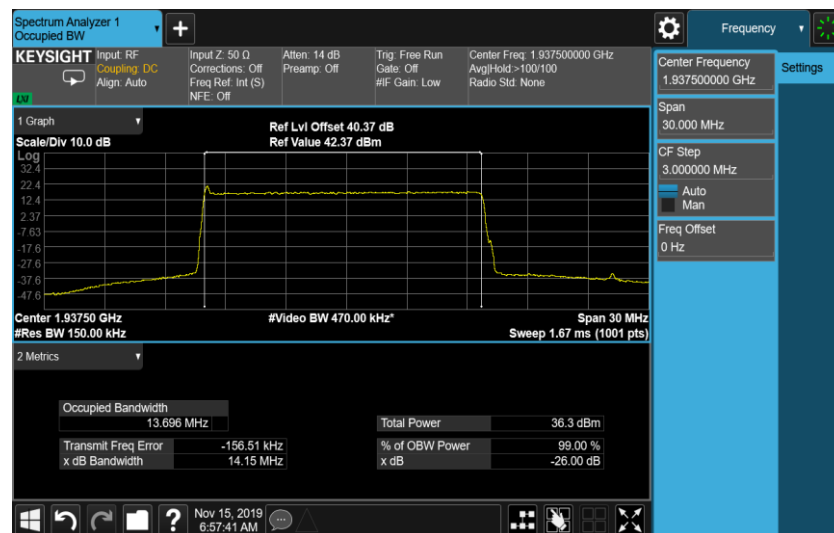 Spectrum Analyzer 1
Occupied BW
Frequency
KEYSIGHT
Input: RF
Coupling: DC
Align: Auto
Input Z: 50 Ω
Corrections: Off
Freq Ref: Int (S)
NFE: Off
Atten: 14 dB
Preamp: Off
Trig: Free Run
Gate: Off
#IF Gain: Low
Center Freq: 1.937500000 GHz
Avg|Hold:>100/100
Radio Std: None
Center Frequency
1.937500000 GHz
Settings
Span
30.000 MHz
CF Step
3.000000 MHz
Auto
Man
Freq Offset
0 Hz
1 Graph
Scale/Div 10.0 dB
Ref Lvl Offset 40.37 dB
Ref Value 42.37 dBm
Log
32.4
22.4
12.4
2.37
-7.63
-17.6
-27.6
-37.6
-47.6
Center 1.93750 GHz
#Video BW 470.00 kHz*
Span 30 MHz
#Res BW 150.00 kHz
Sweep 1.67 ms (1001 pts)
2 Metrics
Occupied Bandwidth
13.696 MHz
Total Power 36.3 dBm
Transmit Freq Error -156.51 kHz
% of OBW Power 99.00 %
x dB Bandwidth 14.15 MHz
x dB -26.00 dB
?
Nov 15, 2019
6:57:41 AM